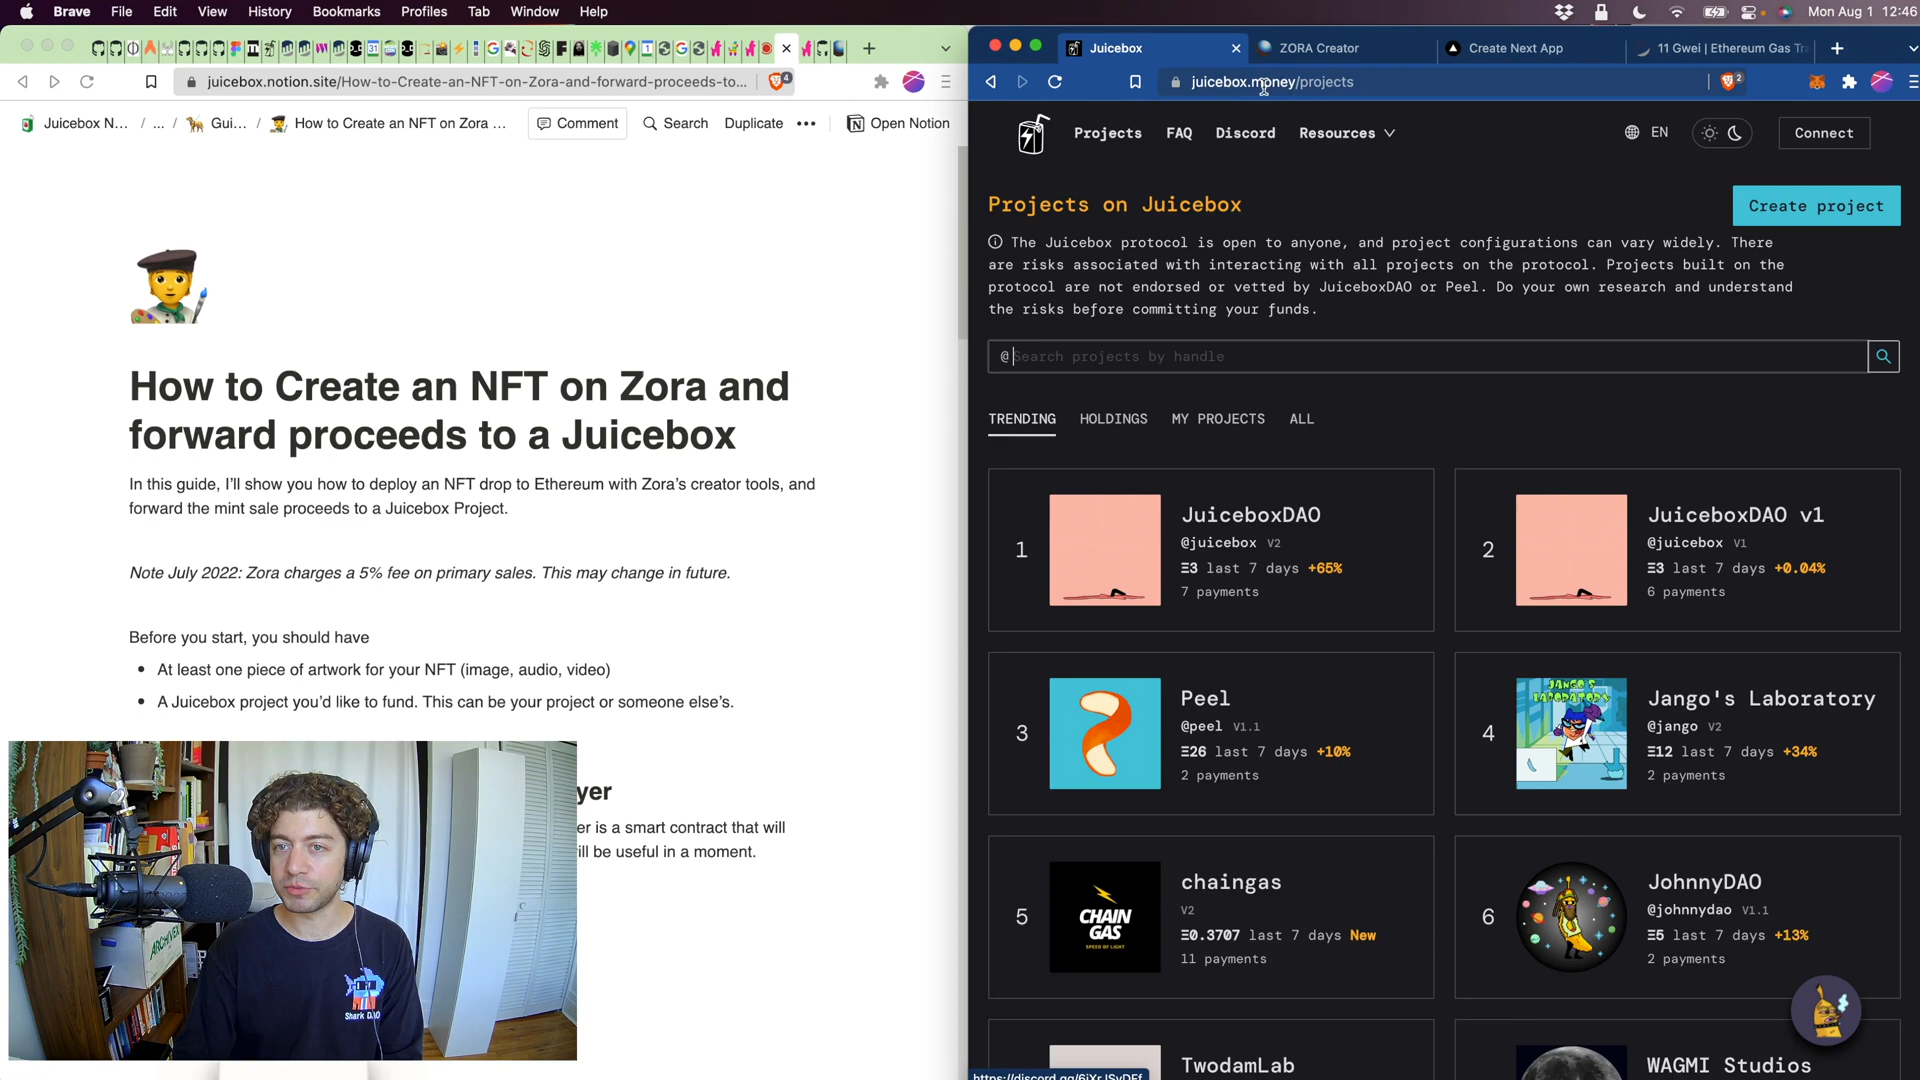 Brave File Edit View History Bookmarks Profiles Tab Window Help
Mon Aug 1 12:46
juicebox.notion.site/How-to-Create-an-NFT-on-Zora-and-forward-proceeds-to...
4
Juicebox N... / ... / Gui... / How to Create an NFT on Zora ...
Comment Search Duplicate ••• Open Notion
How to Create an NFT on Zora and
forward proceeds to a Juicebox
In this guide, I'll show you how to deploy an NFT drop to Ethereum with Zora's creator tools, and
forward the mint sale proceeds to a Juicebox Project.
Note July 2022: Zora charges a 5% fee on primary sales. This may change in future.
Before you start, you should have
• At least one piece of artwork for your NFT (image, audio, video)
• A Juicebox project you'd like to fund. This can be your project or someone else's.
yer
er is a smart contract that will
ill be useful in a moment.
ARCHIVEX
Shark DAO
Juicebox
ZORA Creator
Create Next App
11 Gwei | Ethereum Gas Tr
juicebox.money/projects
2
Projects FAQ Discord Resources
EN
Connect
Projects on Juicebox
Create project
The Juicebox protocol is open to anyone, and project configurations can vary widely. There
are risks associated with interacting with all projects on the protocol. Projects built on the
protocol are not endorsed or vetted by JuiceboxDAO or Peel. Do your own research and understand
the risks before committing your funds.
@ Search projects by handle
TRENDING HOLDINGS MY PROJECTS ALL
1
JuiceboxDAO
@juicebox V2
Ξ3 last 7 days +65%
7 payments
2
JuiceboxDAO v1
@juicebox V1
Ξ3 last 7 days +0.04%
6 payments
3
Peel
@peel V1.1
Ξ26 last 7 days +10%
2 payments
4
JANGO'S
LABORATORY
Jango's Laboratory
@jango V2
Ξ12 last 7 days +34%
2 payments
5
CHAIN
GAS
SPEED OF LIGHT
chaingas
V2
Ξ0.3707 last 7 days New
11 payments
6
JohnnyDAO
@johnnydao V1.1
Ξ5 last 7 days +13%
2 payments
TwodamLab
WAGMI Studios